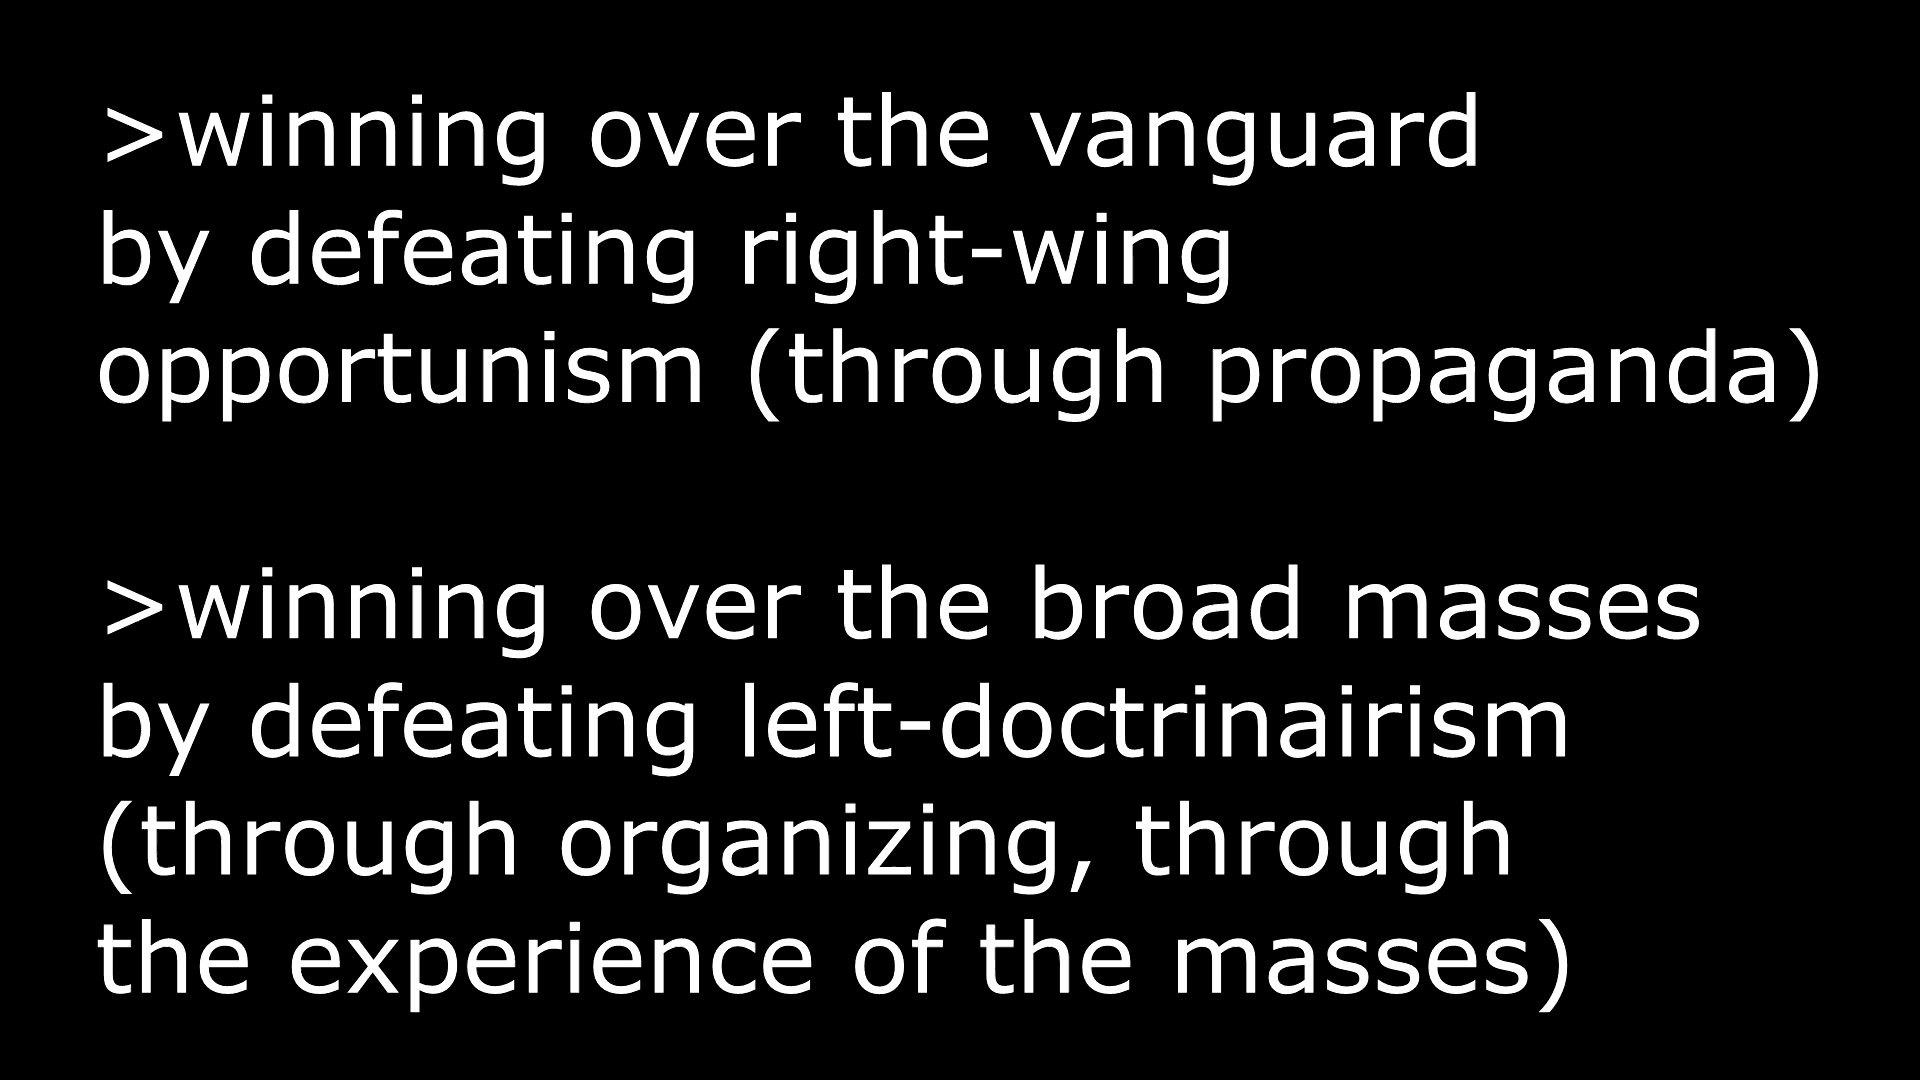 >winning over the vanguard
by defeating right-wing
opportunism (through propaganda)
>winning over the broad masses
by defeating left-doctrinairism
(through organizing, through
the experience of the masses)